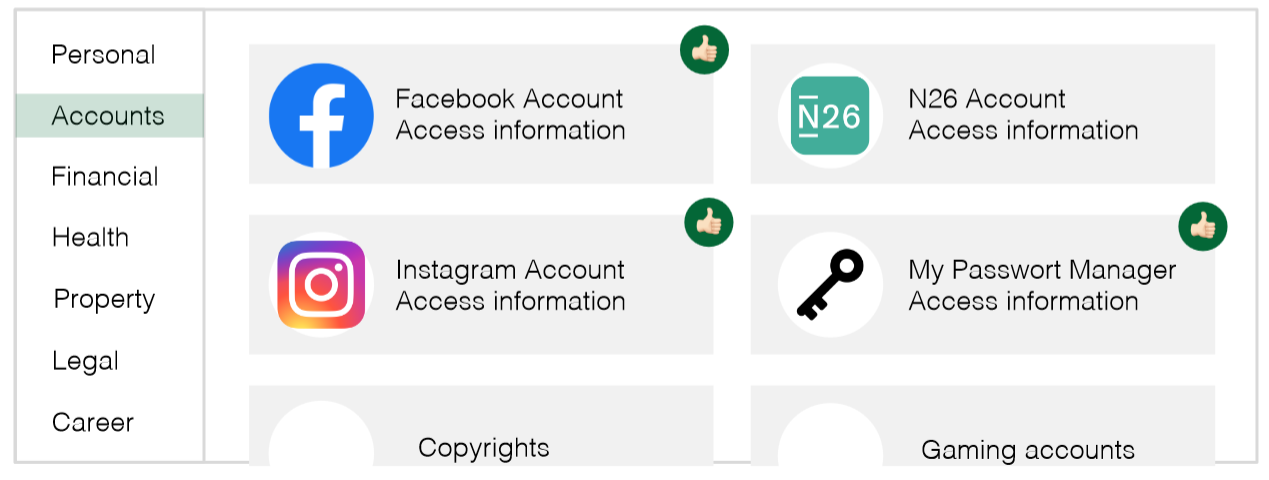 Personal
Accounts
Financial
Health
Property
Legal
Career
Facebook Account
Access information
N26
N26 Account
Access information
Instagram Account
Access information
My Passwort Manager
Access information
Copyrights
Gaming accounts